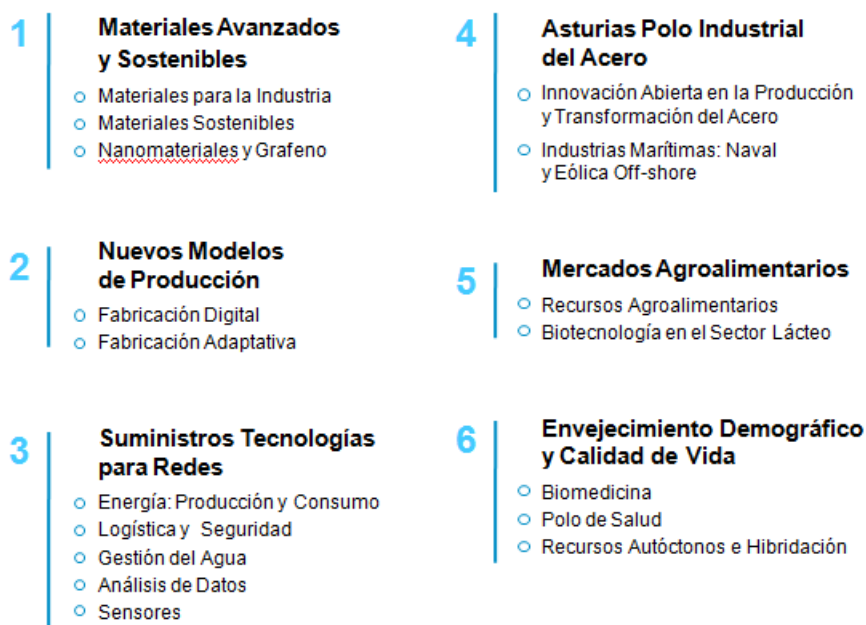 1
Materiales Avanzados
y Sostenibles
Materiales para la Industria
Materiales Sostenibles
Nanomateriales y Grafeno
2
Nuevos Modelos
de Producción
Fabricación Digital
Fabricación Adaptativa
3
Suministros Tecnologías
para Redes
Energía: Producción y Consumo
Logística y Seguridad
Gestión del Agua
Análisis de Datos
Sensores
4
Asturias Polo Industrial
del Acero
Innovación Abierta en la Producción
y Transformación del Acero
Industrias Marítimas: Naval
y Eólica Off-shore
5
Mercados Agroalimentarios
Recursos Agroalimentarios
Biotecnología en el Sector Lácteo
6
Envejecimiento Demográfico
y Calidad de Vida
Biomedicina
Polo de Salud
Recursos Autóctonos e Hibridación